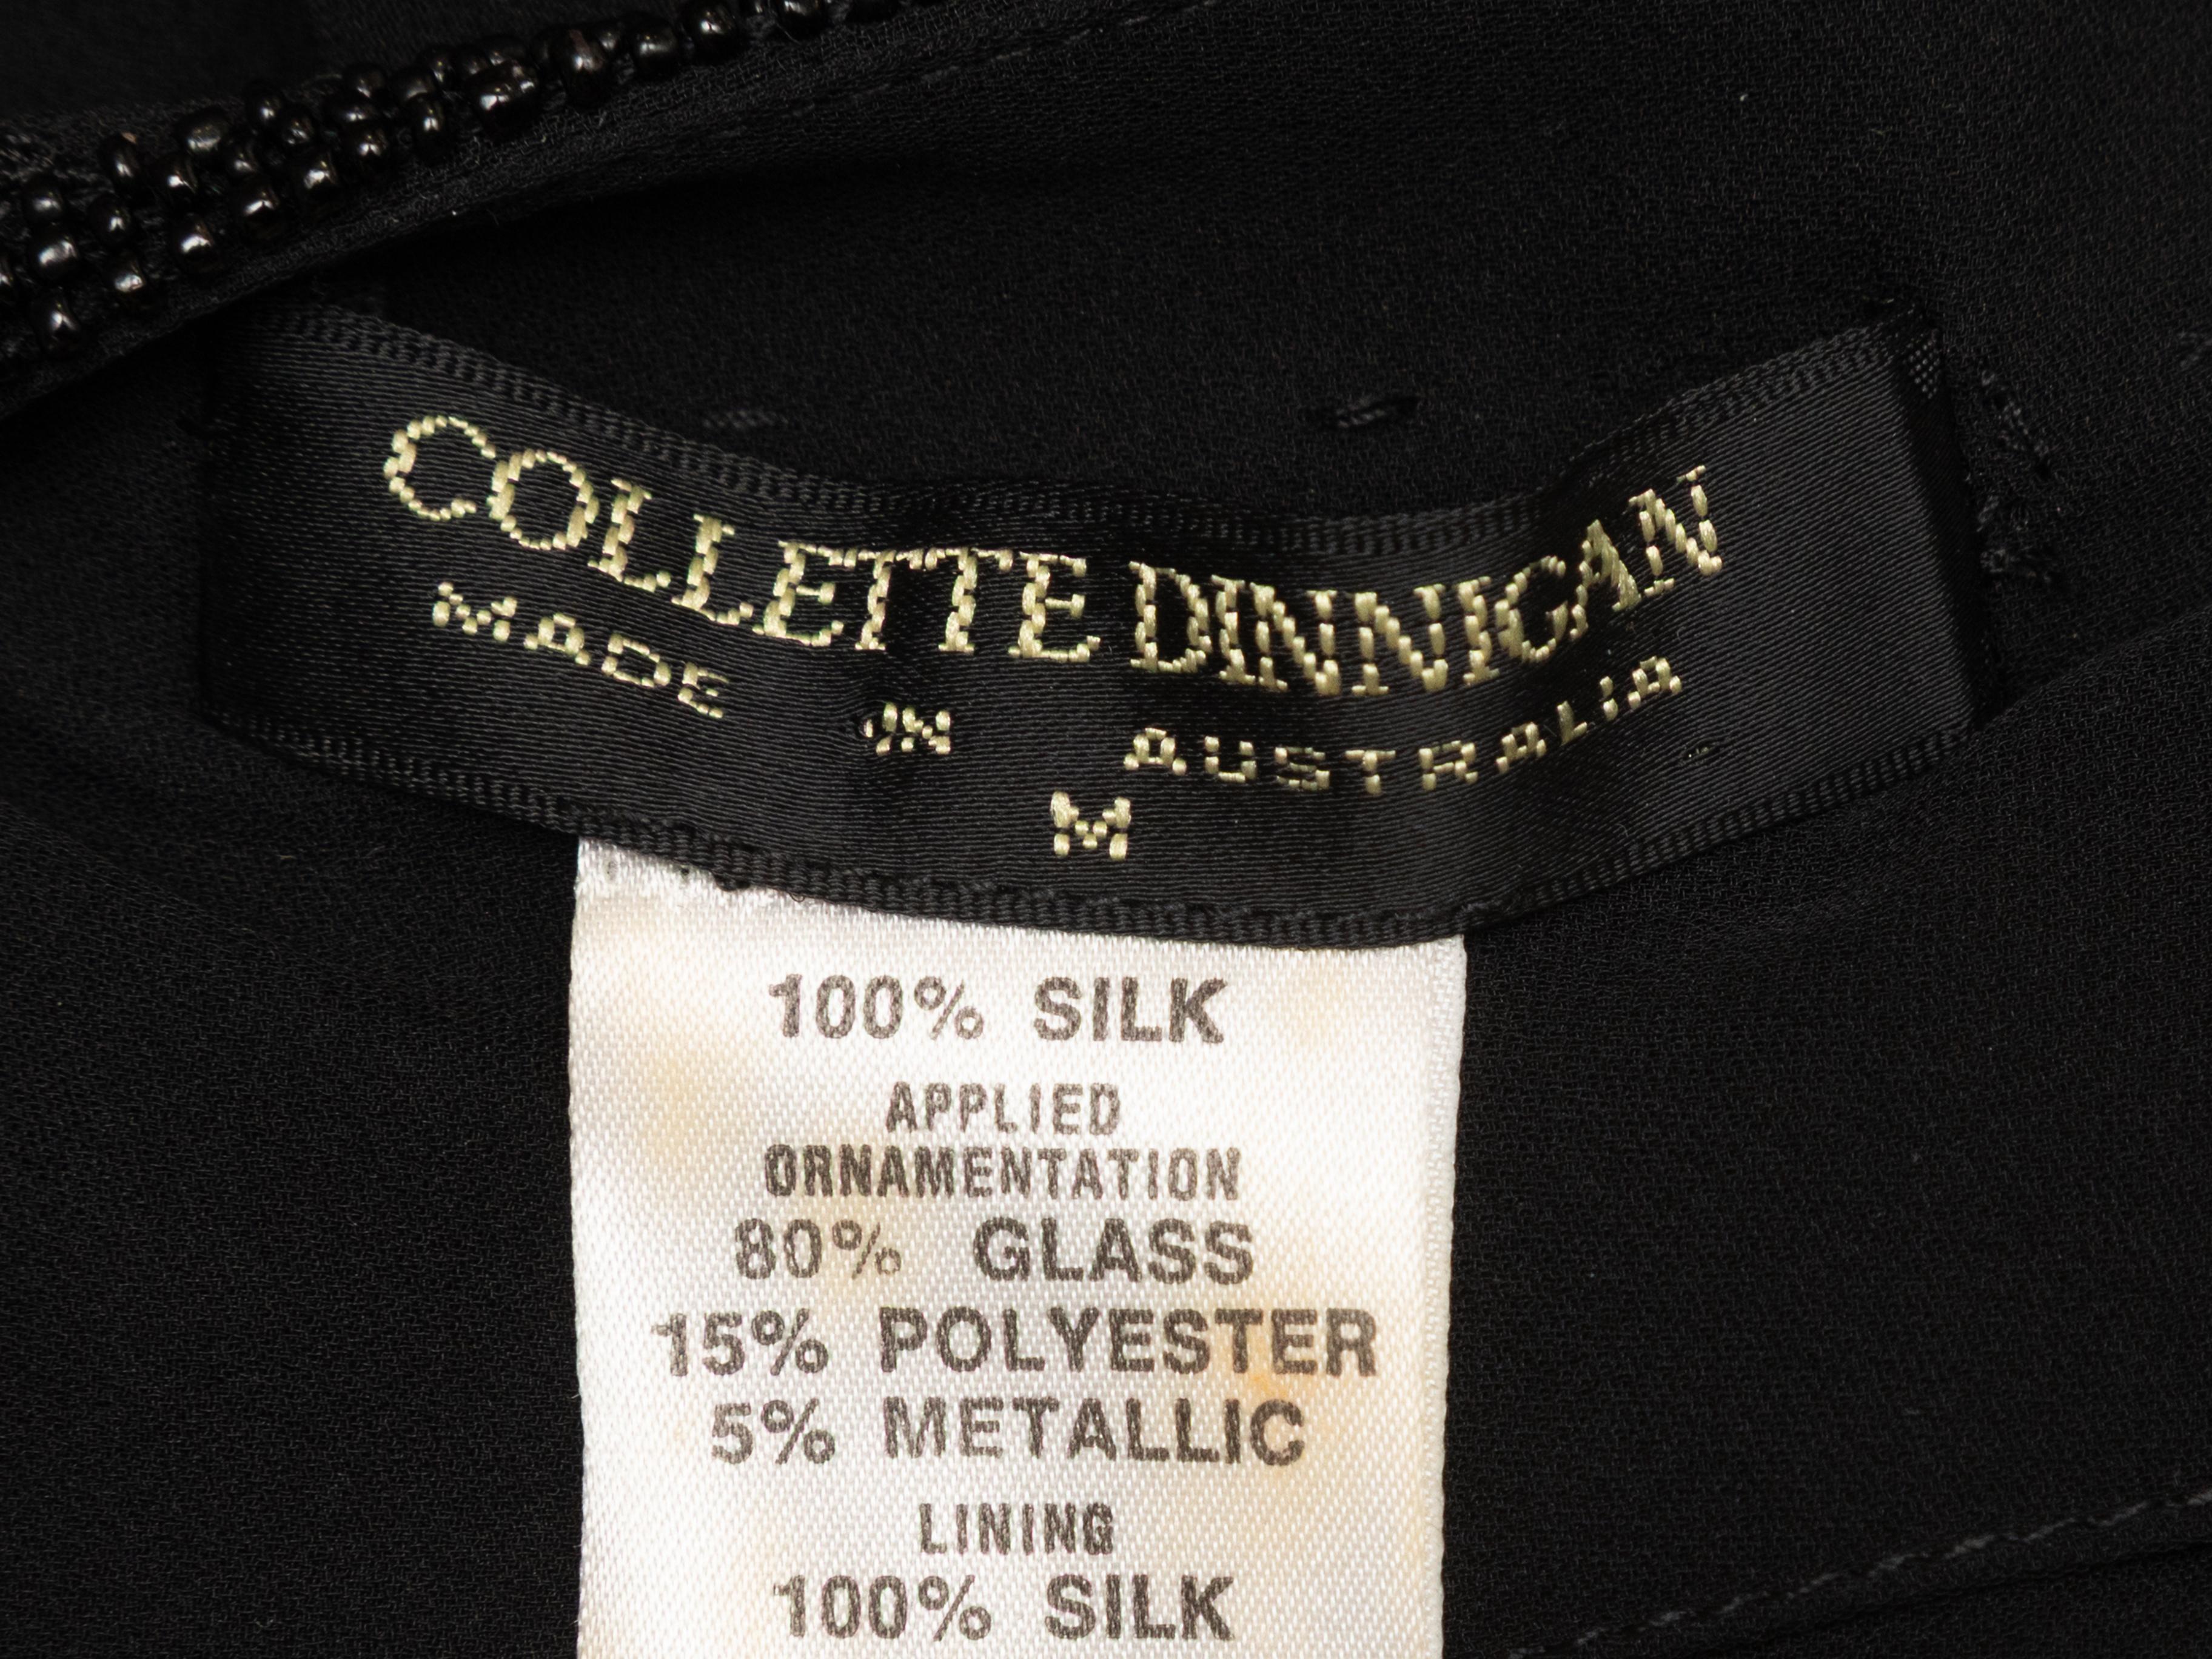 COLLETTE DINNIGAN
MADE IN AUSTRALIA
M
100% SILK
APPLIED
ORNAMENTATION
80% GLASS
15% POLYESTER
5% METALLIC
LINING
100% SILK